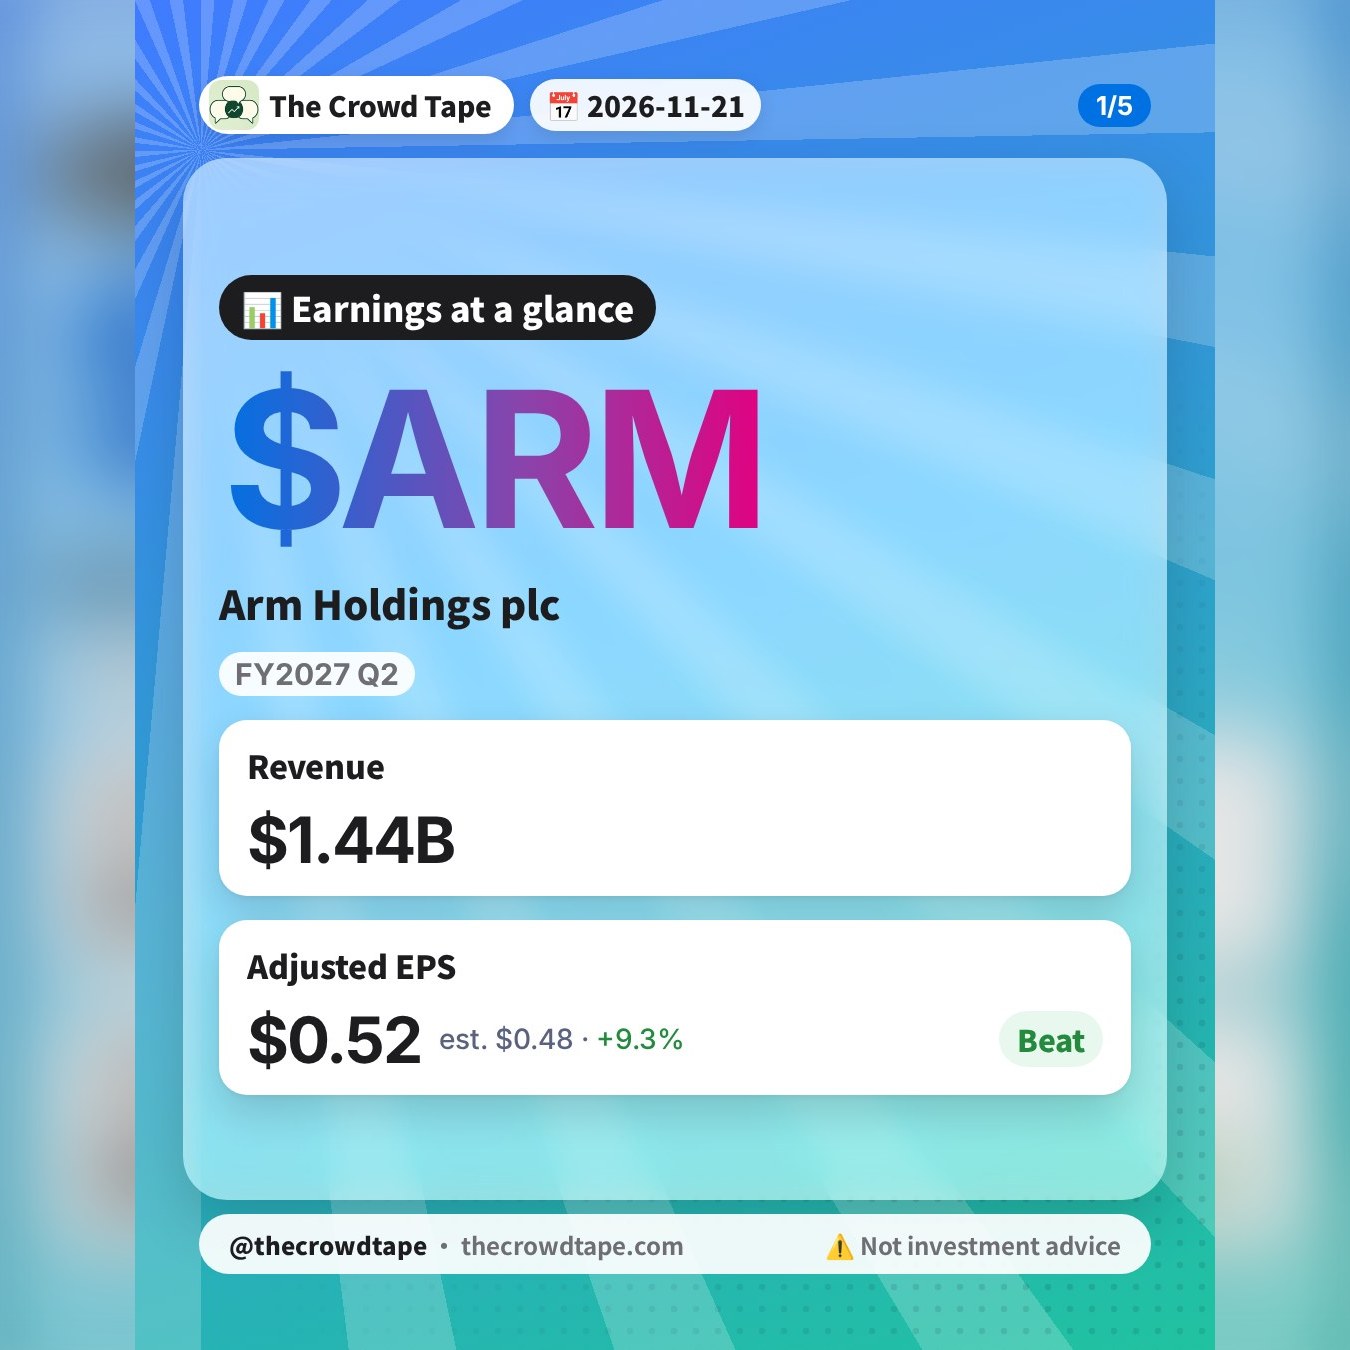 The Crowd Tape
📅 2026-11-21
1/5
📊 Earnings at a glance
$ARM
Arm Holdings plc
FY2027 Q2
Revenue
$1.44B
Adjusted EPS
$0.52 est. $0.48 · +9.3%
Beat
@thecrowdtape • thecrowdtape.com
⚠️ Not investment advice